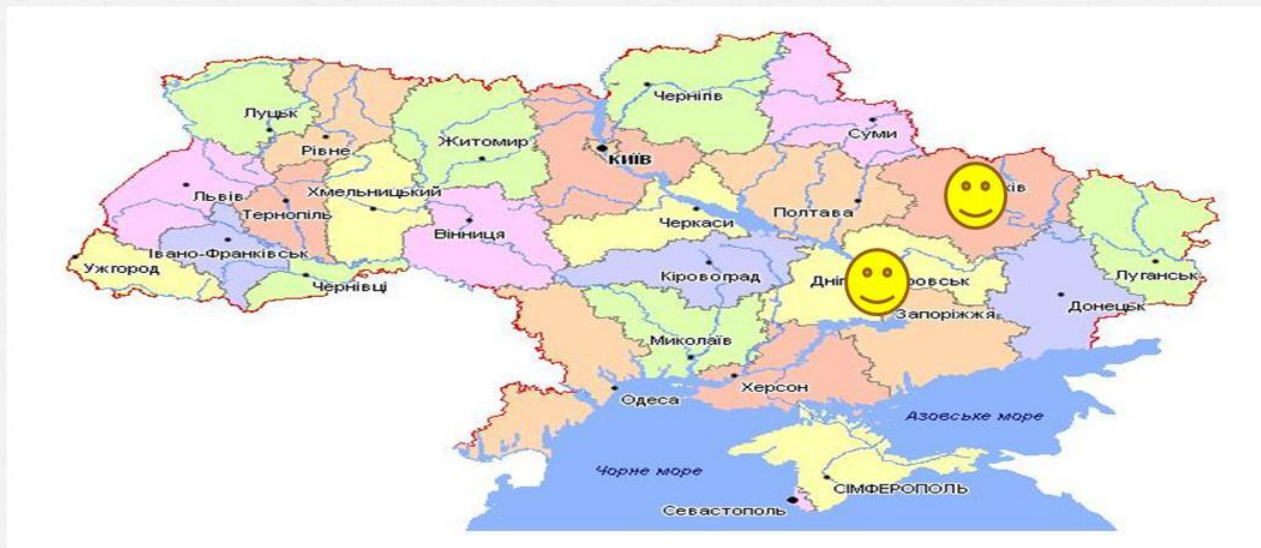 Чернігів
Луцьк
Суми
Рівне
Житомир
КИЇВ
Львів
Хмельницький
Тернопіль
Полтава
Черкаси
Вінниця
Івано-Франківськ
Ужгород
Чернівці
Кіровоград
Луганськ
Донецьк
Запоріжжя
Миколаїв
Херсон
Одеса
Азовське море
Чорне море
СІМФЕРОПОЛЬ
Севастополь